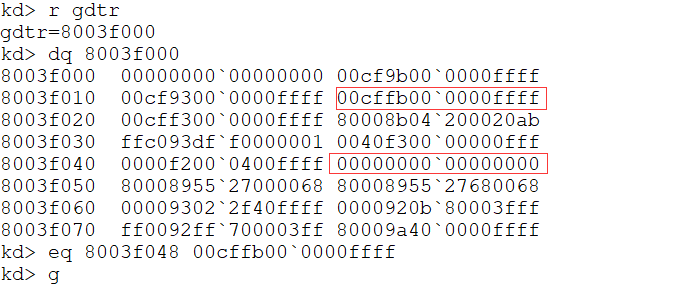 kd> r gdtr
gdtr=8003f000
kd> dq 8003f000
8003f000  00000000`00000000 00cf9b00`0000ffff
8003f010  00cf9300`0000ffff 00cffb00`0000ffff
8003f020  00cff300`0000ffff 80008b04`200020ab
8003f030  ffc093df`f0000001 0040f300`00000fff
8003f040  0000f200`0400ffff 00000000`00000000
8003f050  80008955`27000068 80008955`27680068
8003f060  00009302`2f40ffff 0000920b`80003fff
8003f070  ff0092ff`700003ff 80009a40`0000ffff
kd> eq 8003f048 00cffb00`0000ffff
kd> g